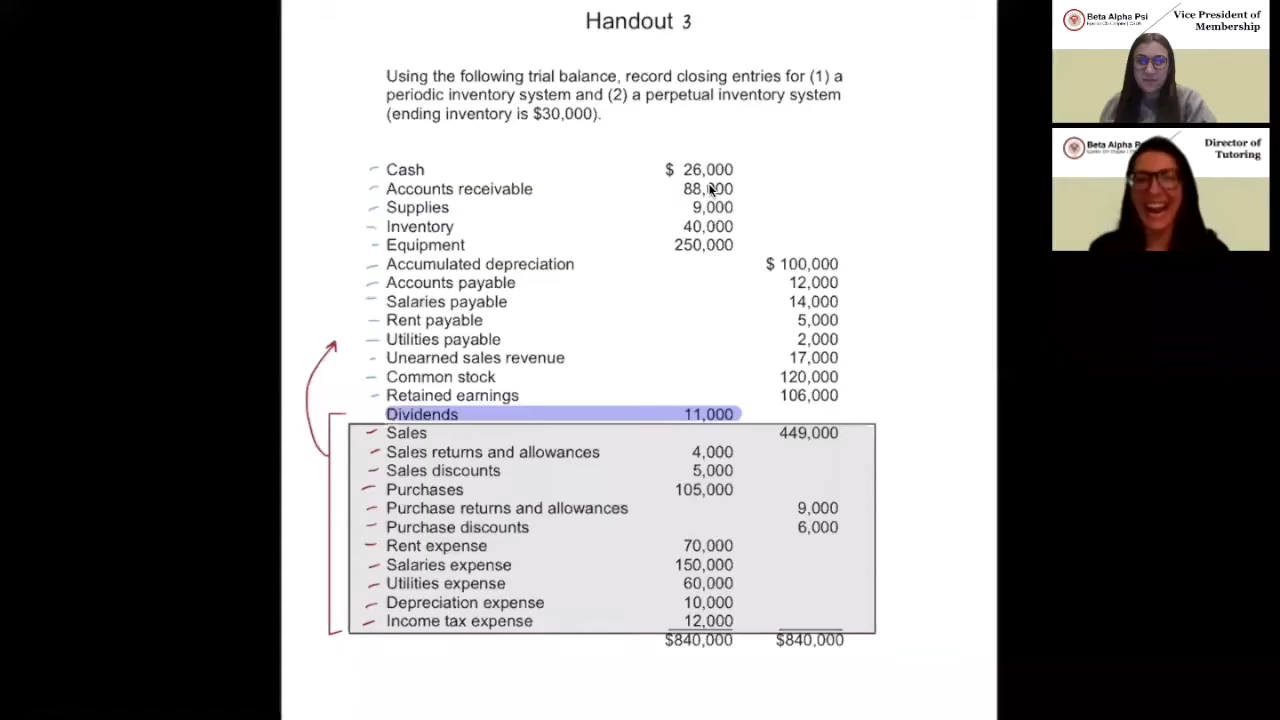 Handout 3
Using the following trial balance, record closing entries for (1) a
periodic inventory system and (2) a perpetual inventory system
(ending inventory is $30,000).
Cash $ 26,000
Accounts receivable 88,000
Supplies 9,000
Inventory 40,000
Equipment 250,000
Accumulated depreciation $ 100,000
Accounts payable 12,000
Salaries payable 14,000
Rent payable 5,000
Utilities payable 2,000
Unearned sales revenue 17,000
Common stock 120,000
Retained earnings 106,000
Dividends 11,000
Sales 449,000
Sales returns and allowances 4,000
Sales discounts 5,000
Purchases 105,000
Purchase returns and allowances 9,000
Purchase discounts 6,000
Rent expense 70,000
Salaries expense 150,000
Utilities expense 60,000
Depreciation expense 10,000
Income tax expense 12,000
$840,000 $840,000
Beta Alpha Psi
Vice President of
Membership
Beta Alpha P
Director of
Tutoring